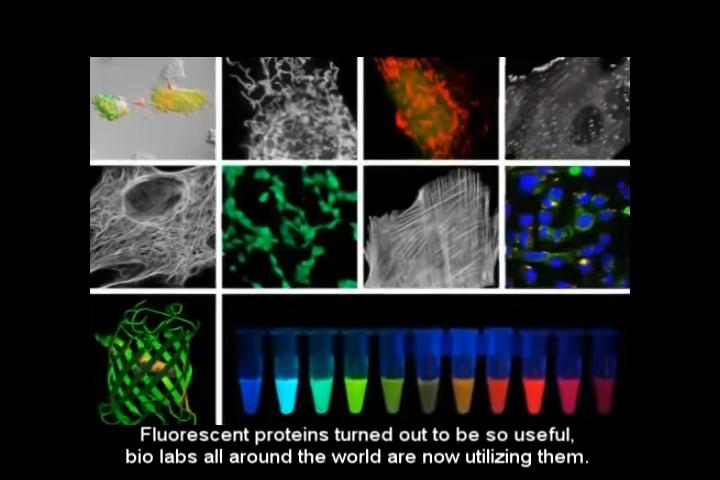 Fluorescent proteins turned out to be so useful,
bio labs all around the world are now utilizing them.